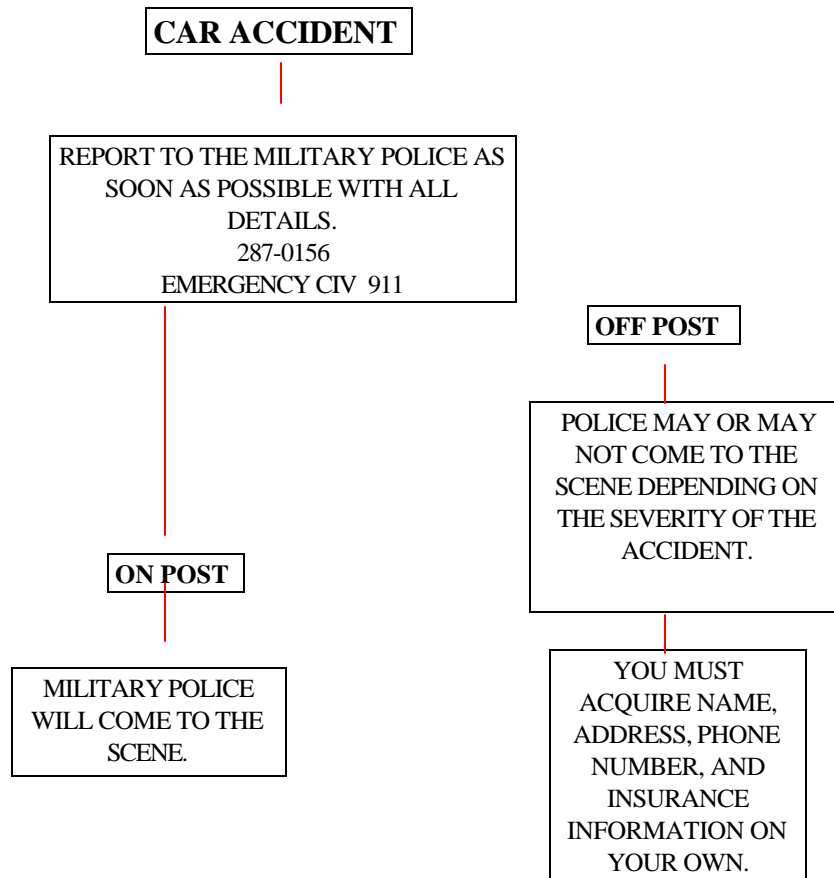 CAR ACCIDENT
REPORT TO THE MILITARY POLICE AS
SOON AS POSSIBLE WITH ALL
DETAILS.
287-0156
EMERGENCY CIV 911
OFF POST
POLICE MAY OR MAY
NOT COME TO THE
SCENE DEPENDING ON
THE SEVERITY OF THE
ACCIDENT.
ON POST
MILITARY POLICE
WILL COME TO THE
SCENE.
YOU MUST
ACQUIRE NAME,
ADDRESS, PHONE
NUMBER, AND
INSURANCE
INFORMATION ON
YOUR OWN.